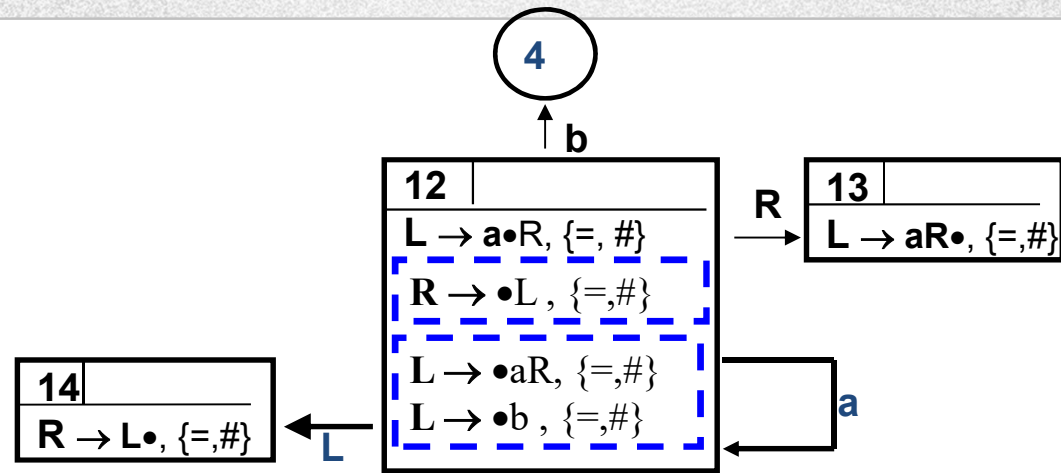 4
b
12
L → a•R, {=, #}
R → •L , {=,#}
L → •aR, {=,#}
L → •b , {=,#}
R
13
L → aR•, {=,#}
a
L
14
R → L•, {=,#}